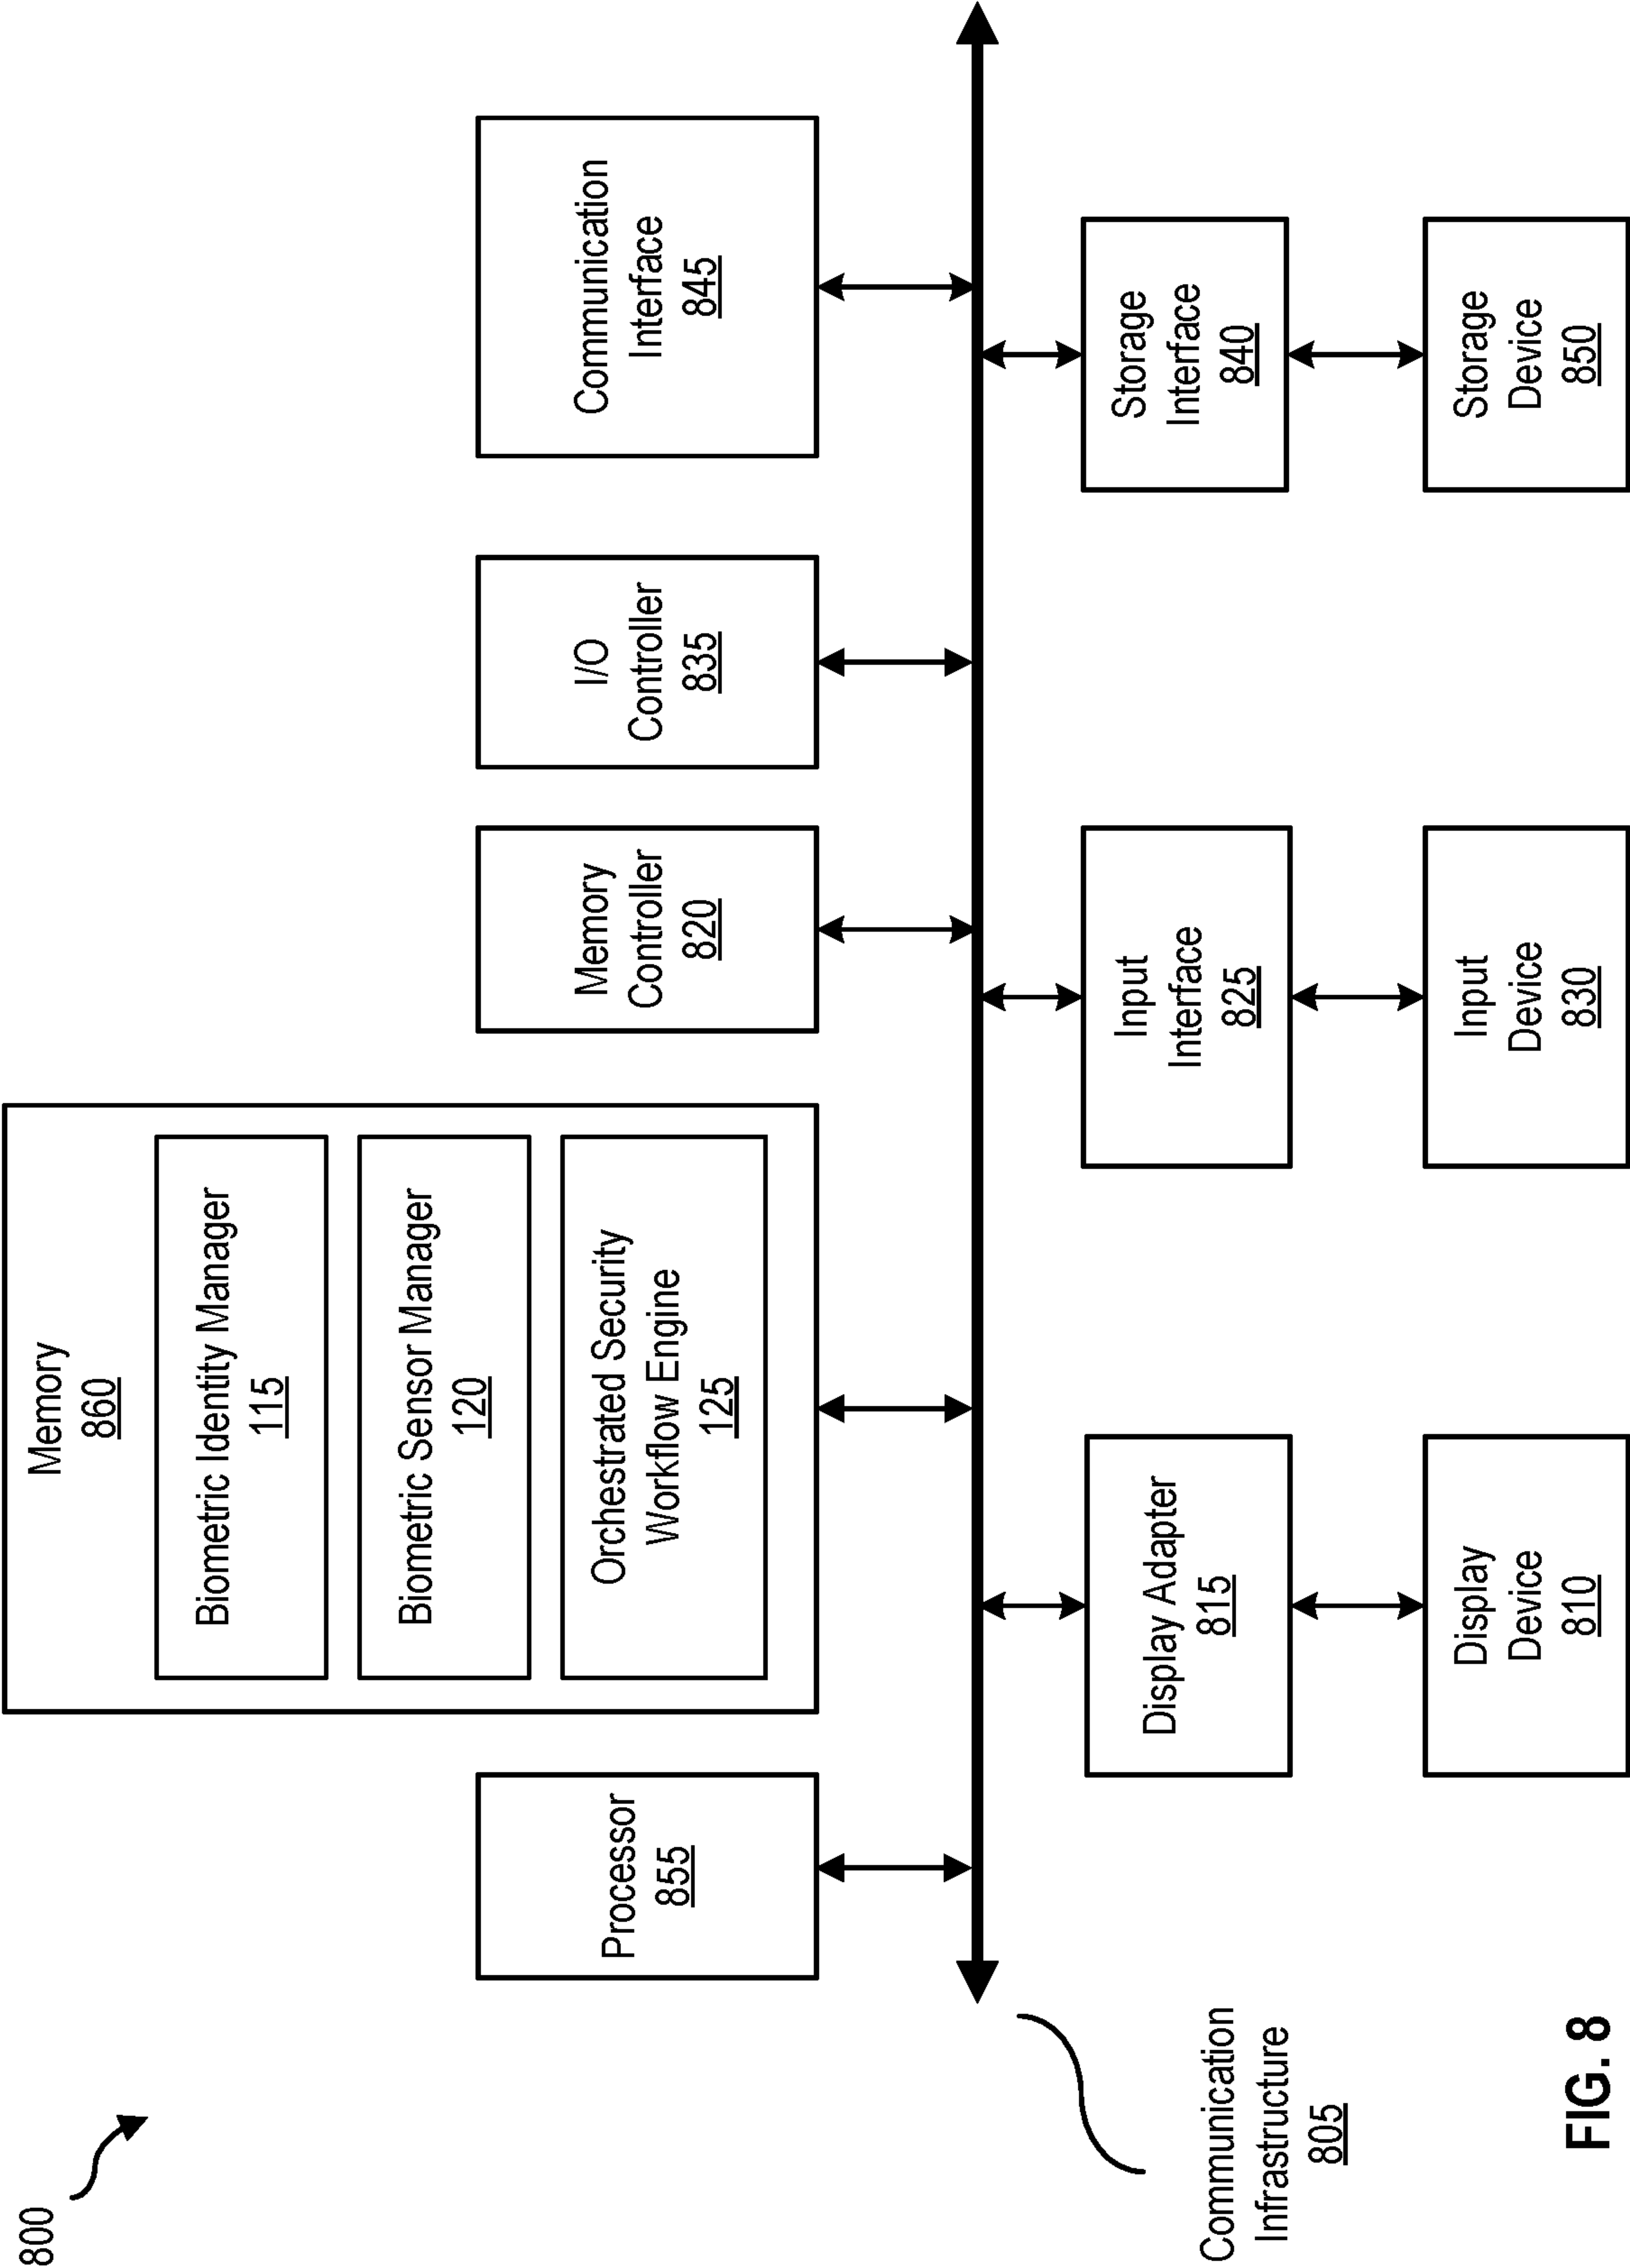 800
Processor
855
Memory
860
Biometric Identity Manager
115
Biometric Sensor Manager
120
Orchestrated Security
Workflow Engine
125
Memory
Controller
820
I/O
Controller
835
Communication
Interface
845
Communication
Infrastructure
805
Display Adapter
815
Input
Interface
825
Storage
Interface
840
Display
Device
810
Input
Device
830
Storage
Device
850
FIG. 8